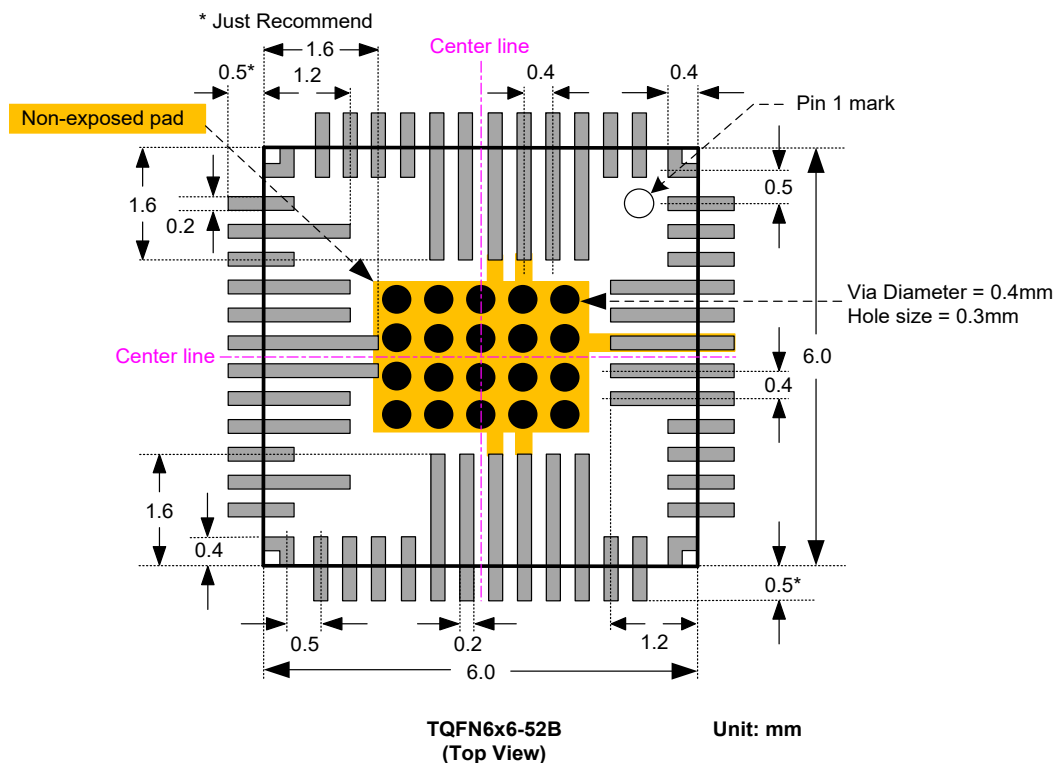 * Just Recommend
Center line
1.6
0.4
0.4
0.5*
1.2
Pin 1 mark
Non-exposed pad
0.5
1.6
0.2
Via Diameter = 0.4mm
Hole size = 0.3mm
Center line
6.0
0.4
1.6
0.4
0.5*
0.5
0.2
1.2
6.0
TQFN6x6-52B
(Top View)
Unit: mm